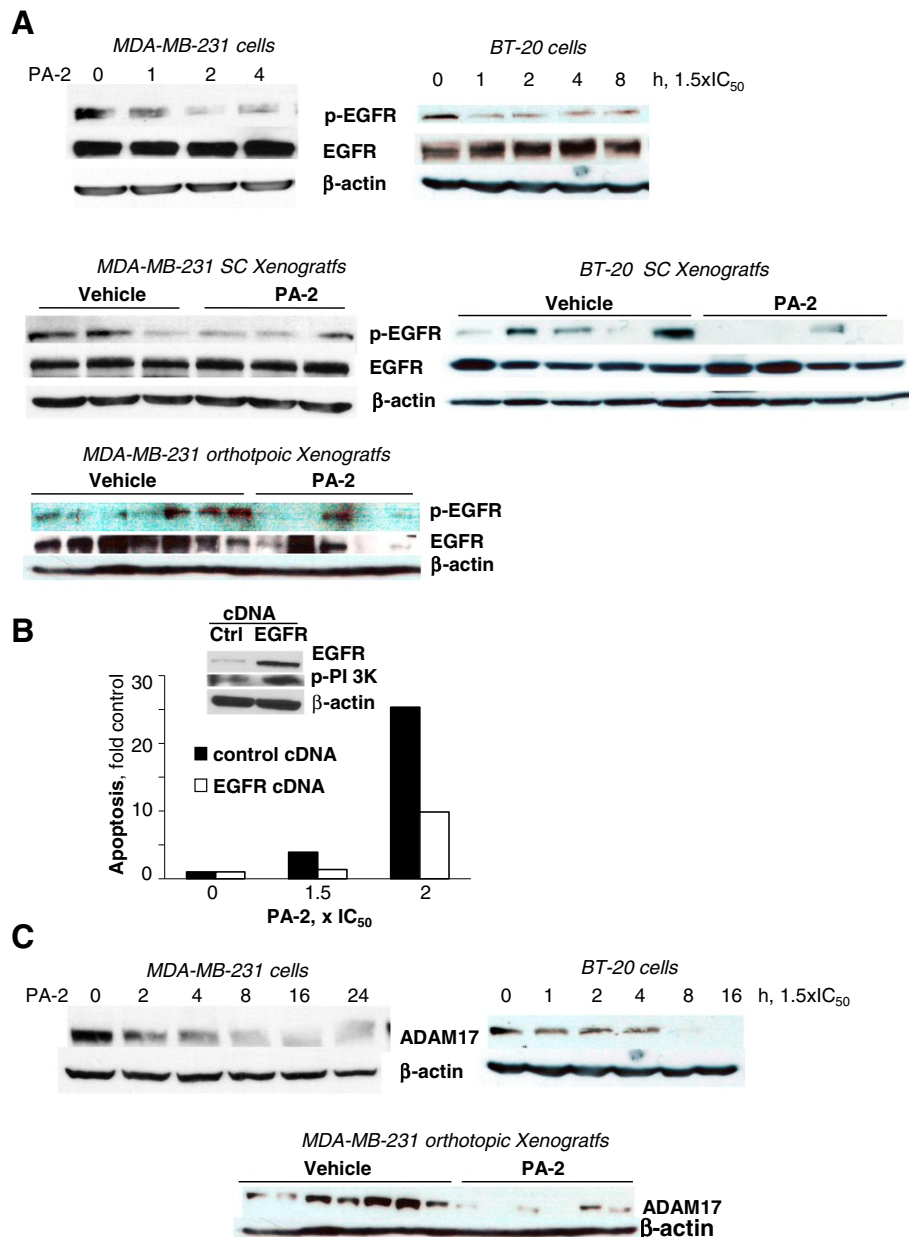 A
MDA-MB-231 cells
PA-2 0 1 2 4
BT-20 cells
0 1 2 4 8 h, 1.5xIC50
p-EGFR
EGFR
β-actin
MDA-MB-231 SC Xenogratfs
Vehicle PA-2
BT-20 SC Xenogratfs
Vehicle PA-2
p-EGFR
EGFR
β-actin
MDA-MB-231 orthotpoic Xenogratfs
Vehicle PA-2
p-EGFR
EGFR
β-actin
B
cDNA
Ctrl EGFR
EGFR
p-PI 3K
β-actin
Apoptosis, fold control
30
20
10
0
control cDNA
EGFR cDNA
0 1.5 2
PA-2, x IC50
C
MDA-MB-231 cells
PA-2 0 2 4 8 16 24
BT-20 cells
0 1 2 4 8 16 h, 1.5xIC50
ADAM17
β-actin
MDA-MB-231 orthotopic Xenogratfs
Vehicle PA-2
ADAM17
β-actin